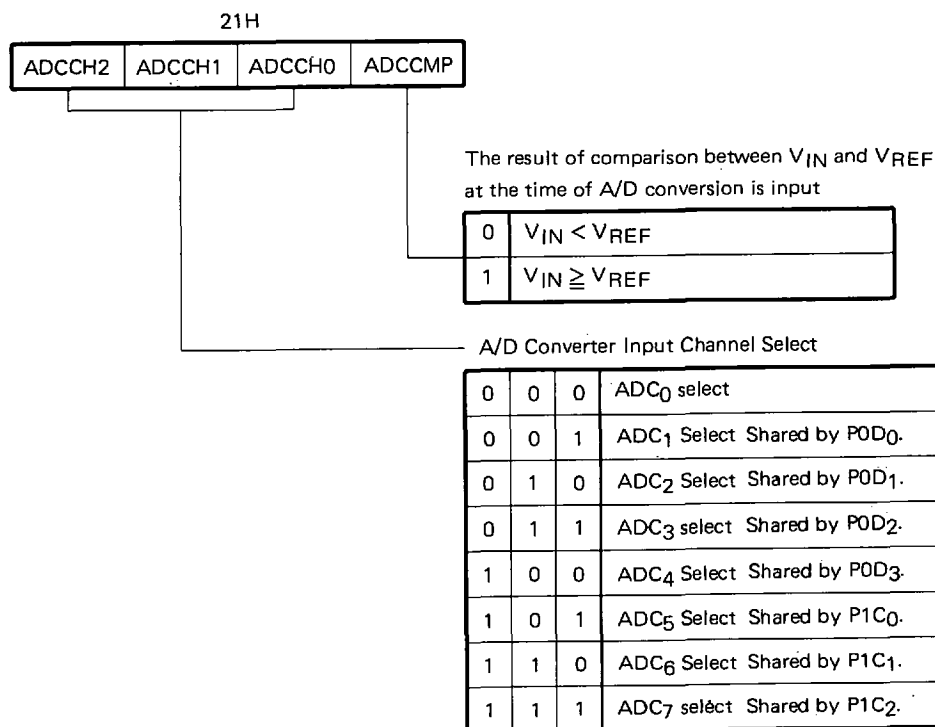 21H
ADCCH2 ADCCH1 ADCCH0 ADCCMP
The result of comparison between VIN and VREF
at the time of A/D conversion is input
0 VIN < VREF
1 VIN ≧ VREF
A/D Converter Input Channel Select
0 0 0 ADC0 select
0 0 1 ADC1 Select Shared by P0D0.
0 1 0 ADC2 Select Shared by P0D1.
0 1 1 ADC3 select Shared by P0D2.
1 0 0 ADC4 Select Shared by P0D3.
1 0 1 ADC5 Select Shared by P1C0.
1 1 0 ADC6 Select Shared by P1C1.
1 1 1 ADC7 select Shared by P1C2.